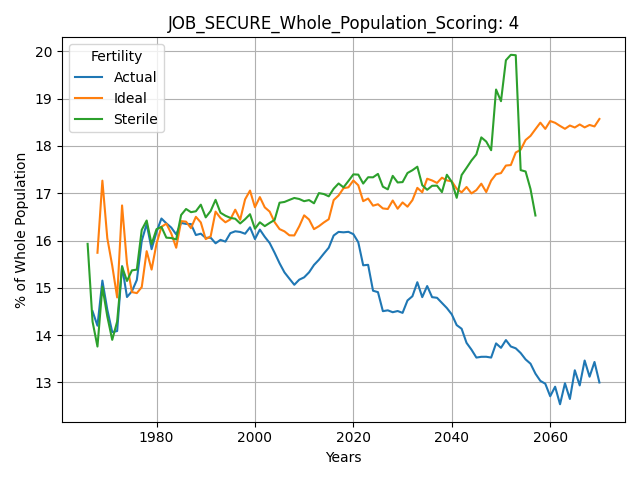 JOB_SECURE_Whole_Population_Scoring: 4
Fertility
Actual
Ideal
Sterile
% of Whole Population
20
19
18
17
16
15
14
13
1980
2000
2020
2040
2060
Years